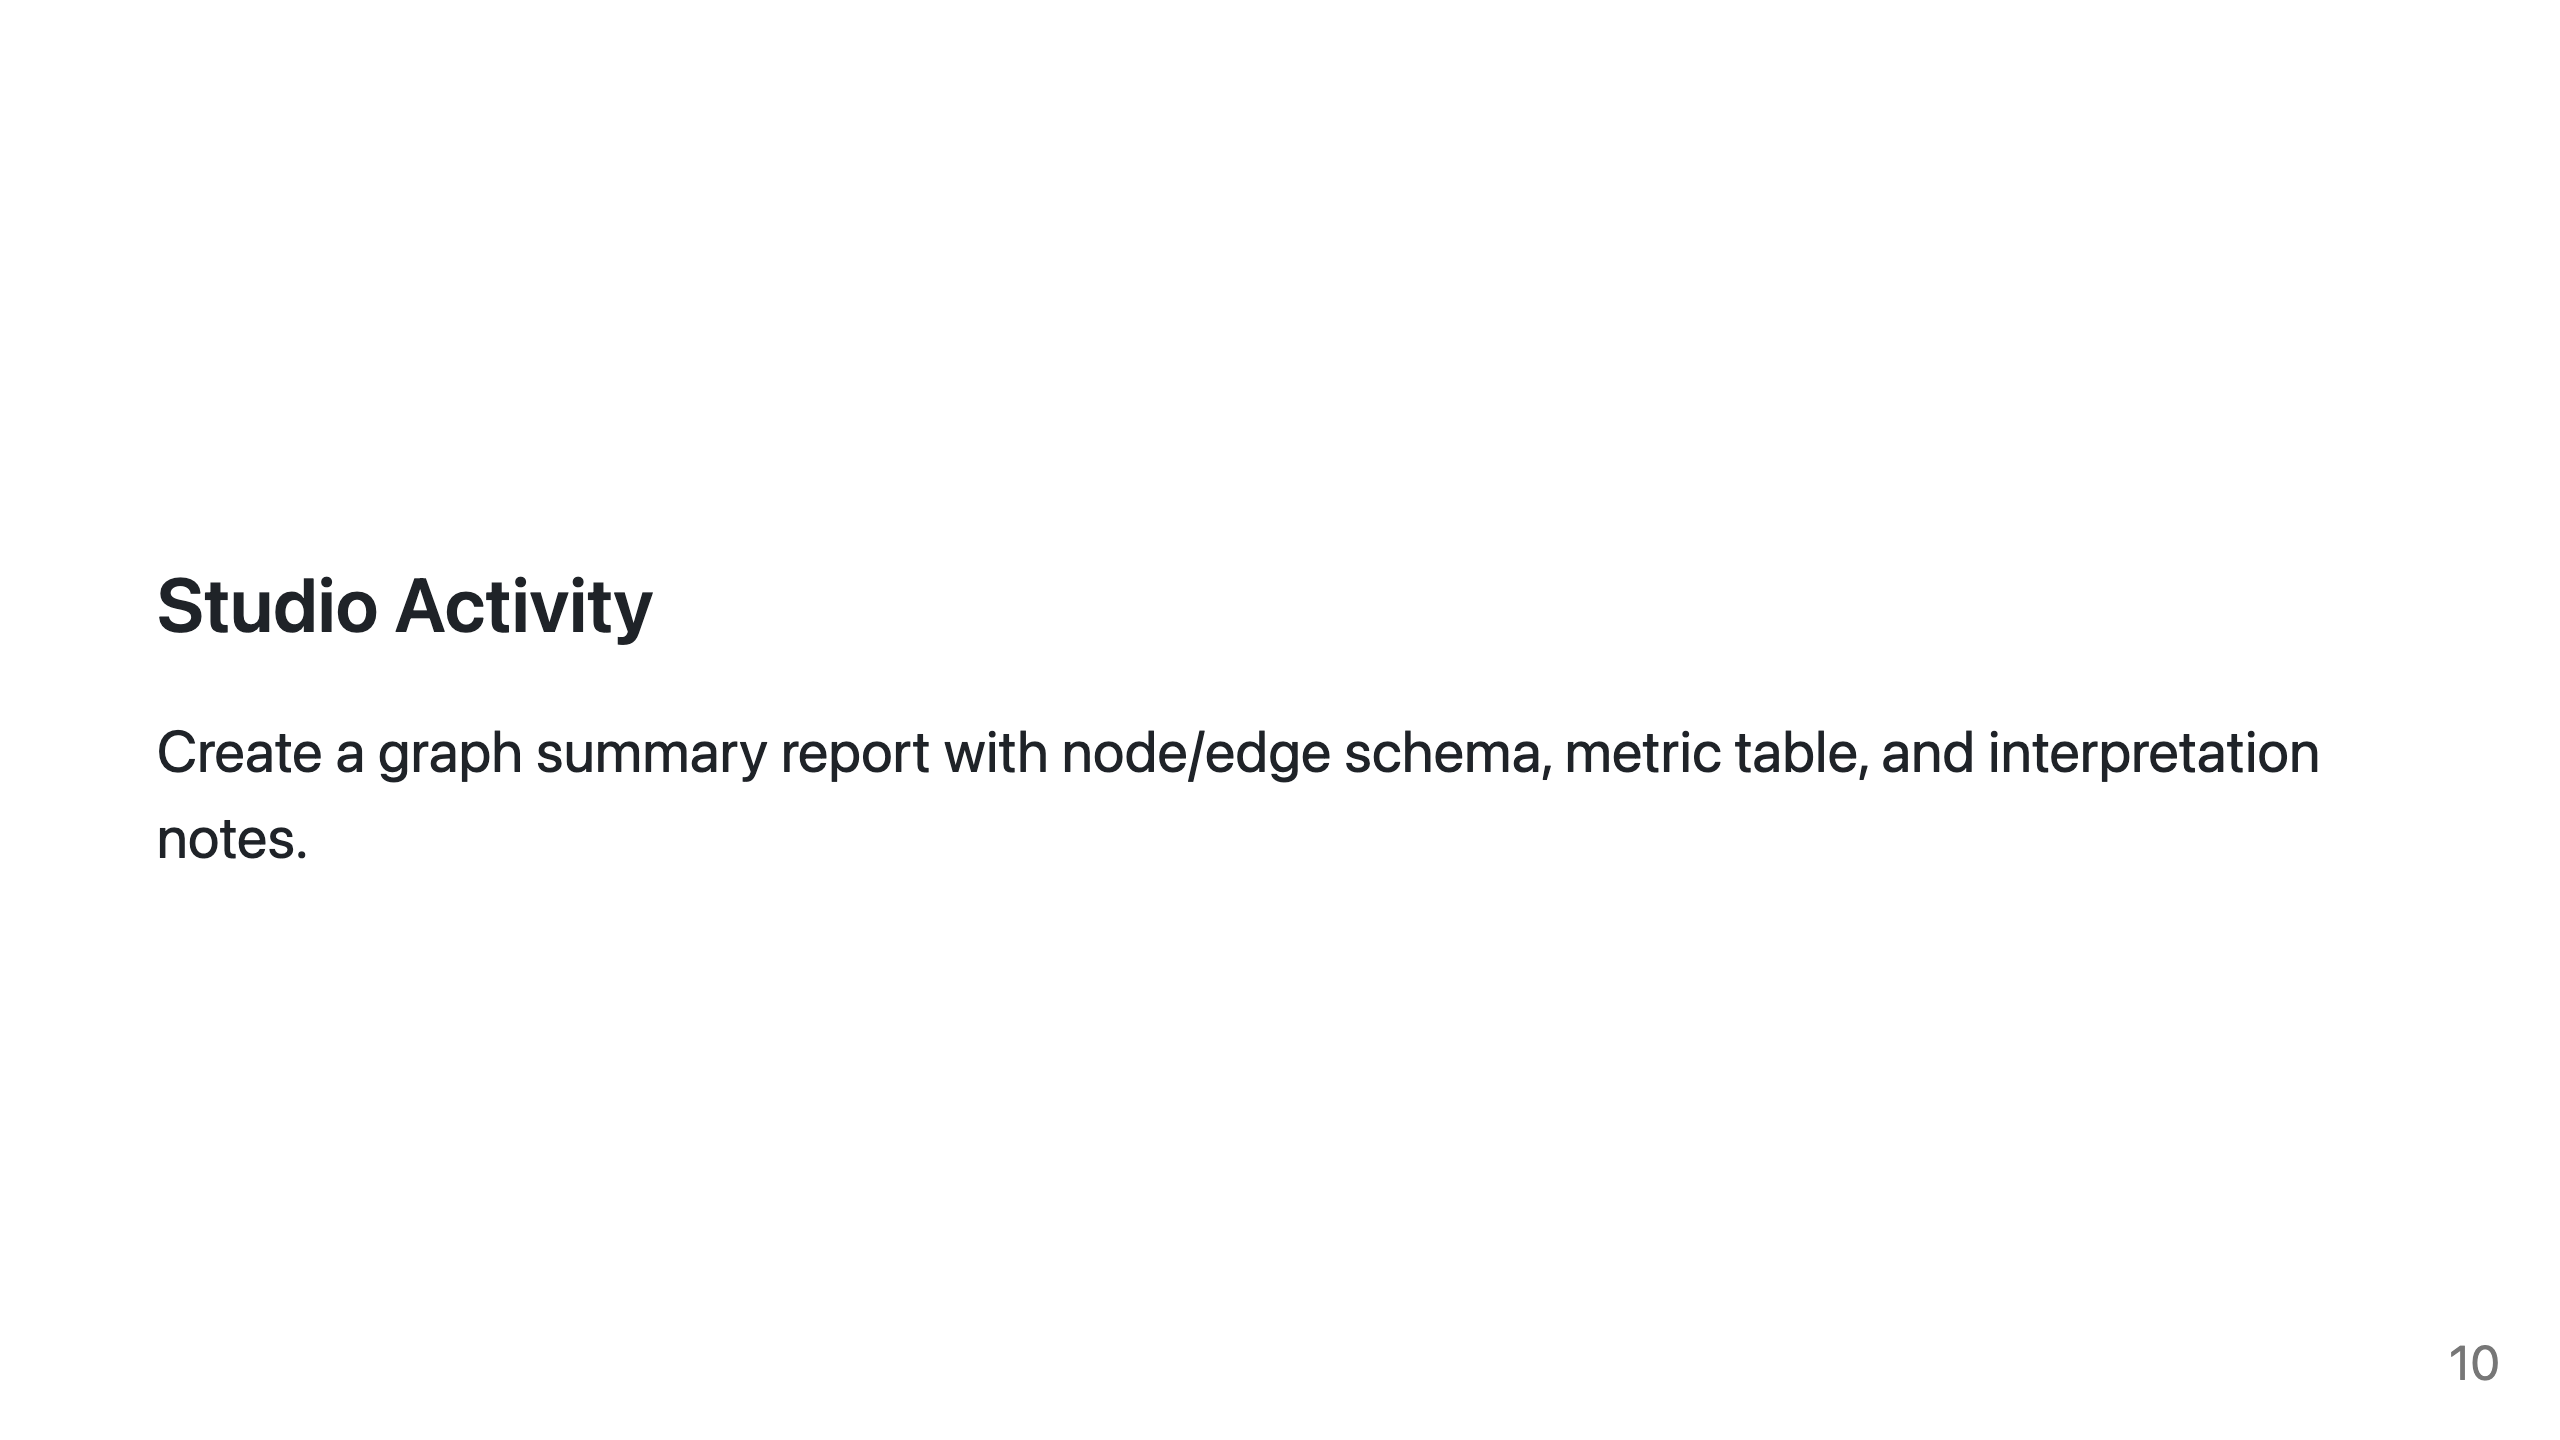 Studio Activity
Create a graph summary report with node/edge schema, metric table, and interpretation
notes.
10